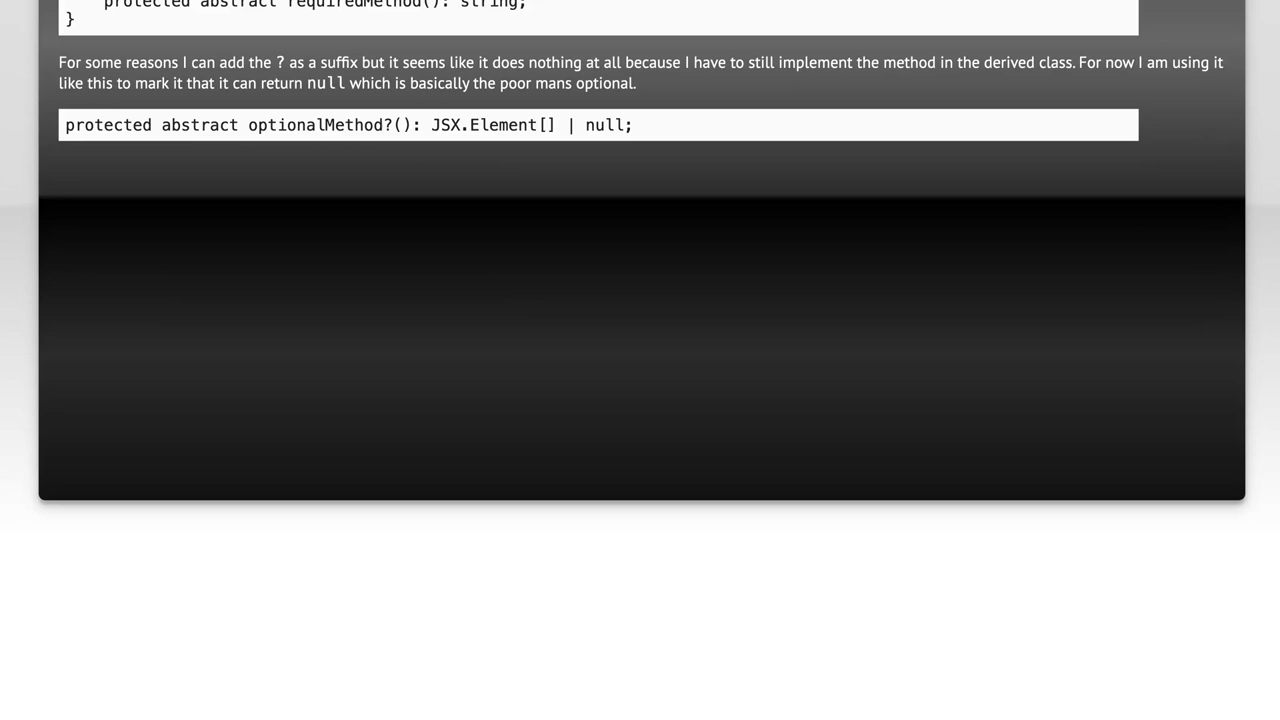 protected abstract requiredMethod(): string;
}
For some reasons I can add the ? as a suffix but it seems like it does nothing at all because I have to still implement the method in the derived class. For now I am using it
like this to mark it that it can return null which is basically the poor mans optional.
protected abstract optionalMethod?(): JSX.Element[] | null;